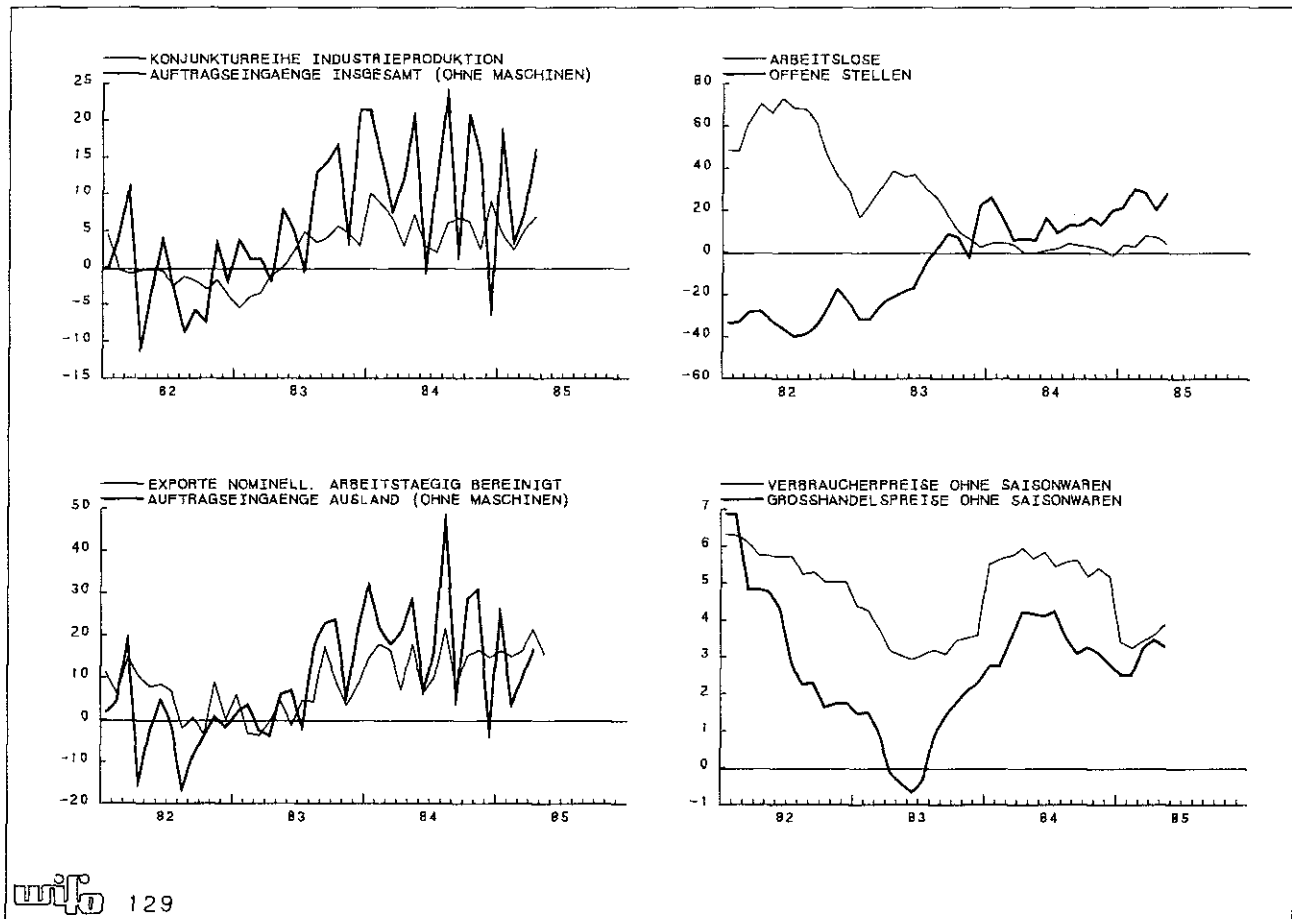 KONJUNKTURREIHE INDUSTRIEPRODUKTION
AUFTRAGSEINGAENGE INSGESAMT (OHNE MASCHINEN)
25
20
15
10
5
0
-5
-10
-15
82 83 84 85
ARBEITSLOSE
OFFENE STELLEN
80
60
40
20
0
-20
-40
-60
82 83 84 85
EXPORTE NOMINELL. ARBEITSTAEGIG BEREINIGT
AUFTRAGSEINGAENGE AUSLAND (OHNE MASCHINEN)
50
40
30
20
10
0
-10
-20
82 83 84 85
VERBRAUCHERPREISE OHNE SAISONWAREN
GROSSHANDELSPREISE OHNE SAISONWAREN
7
6
5
4
3
2
1
0
-1
82 83 84 85
wifo 129